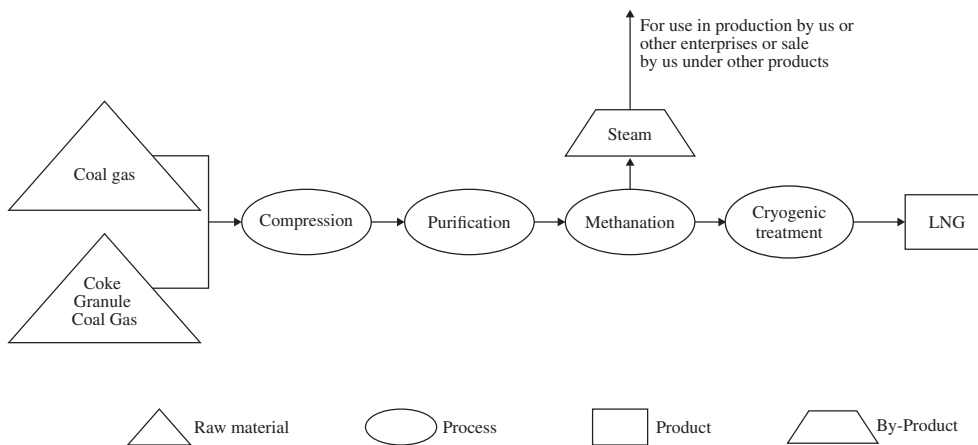 For use in production by us or
other enterprises or sale
by us under other products
Steam
Coal gas
Compression
Purification
Methanation
Cryogenic
treatment
LNG
Coke
Granule
Coal Gas
Raw material
Process
Product
By-Product